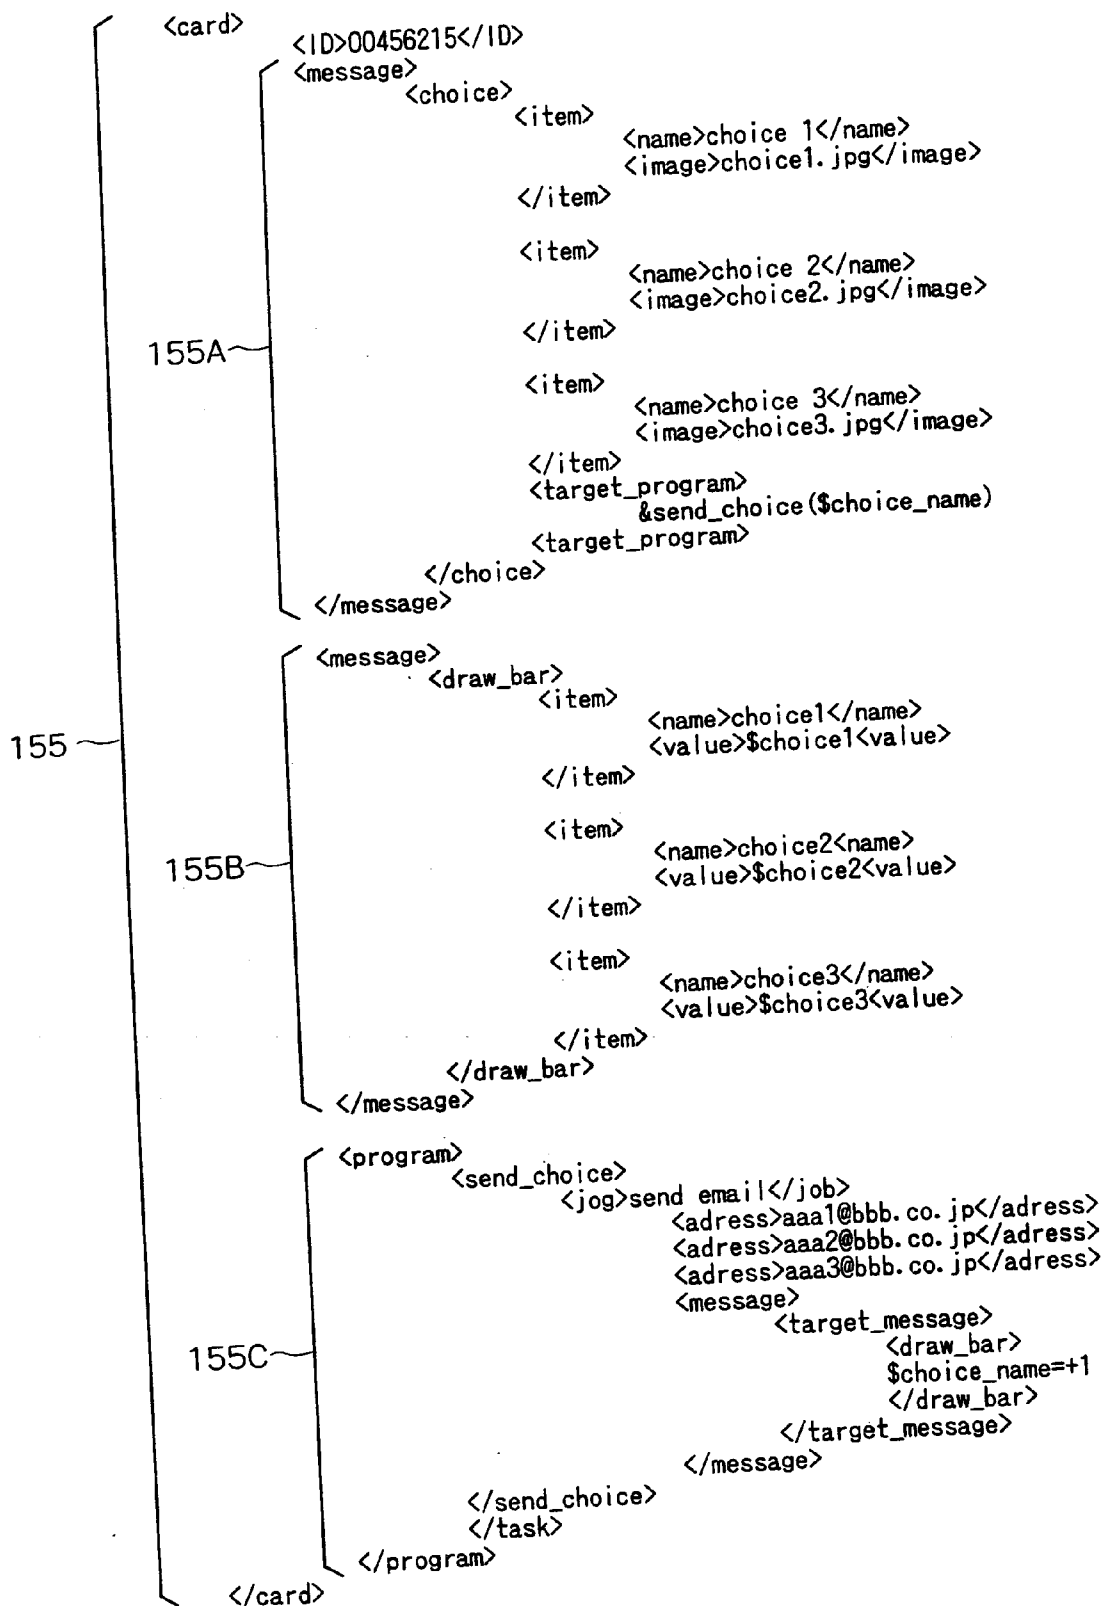 <card>
<ID>00456215</ID>
<message>
<choice>
<item>
<name>choice 1</name>
<image>choice1.jpg</image>
</item>
<item>
<name>choice 2</name>
<image>choice2.jpg</image>
</item>
155A
<item>
<name>choice 3</name>
<image>choice3.jpg</image>
</item>
<target_program>
&send_choice($choice_name)
<target_program>
</choice>
</message>
<message>
<draw_bar>
<item>
<name>choice1</name>
155
<value>$choice1<value>
</item>
<item>
<name>choice2<name>
155B
<value>$choice2<value>
</item>
<item>
<name>choice3</name>
<value>$choice3<value>
</item>
</draw_bar>
</message>
<program>
<send_choice>
<jog>send email</job>
<adress>aaa1@bbb.co.jp</adress>
<adress>aaa2@bbb.co.jp</adress>
<adress>aaa3@bbb.co.jp</adress>
<message>
<target_message>
155C
<draw_bar>
$choice_name=+1
</draw_bar>
</target_message>
</message>
</send_choice>
</task>
</program>
</card>